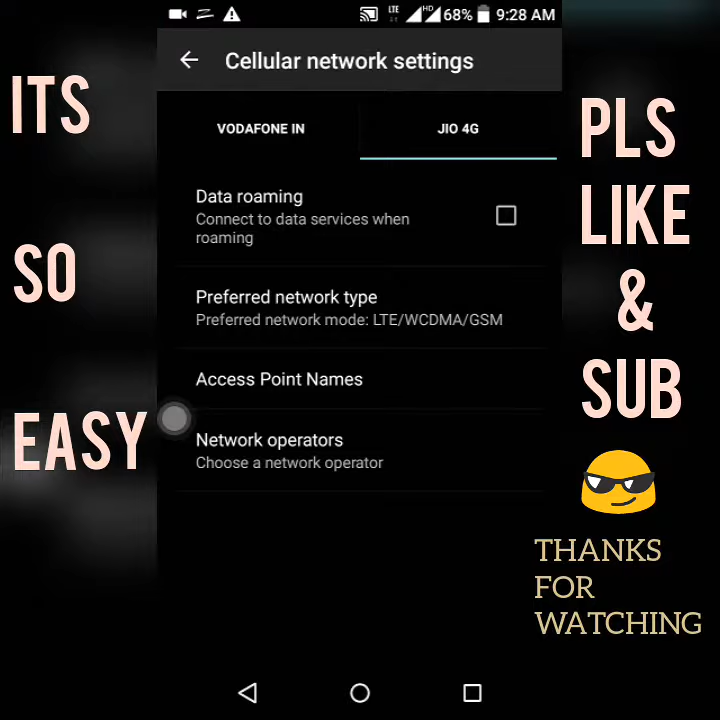 LTE HD 68% 9:28 AM
Cellular network settings
VODAFONE IN JIO 4G
Data roaming
Connect to data services when
roaming
Preferred network type
Preferred network mode: LTE/WCDMA/GSM
Access Point Names
Network operators
Choose a network operator
ITS
SO
EASY
PLS
LIKE
&
SUB
THANKS
FOR
WATCHING